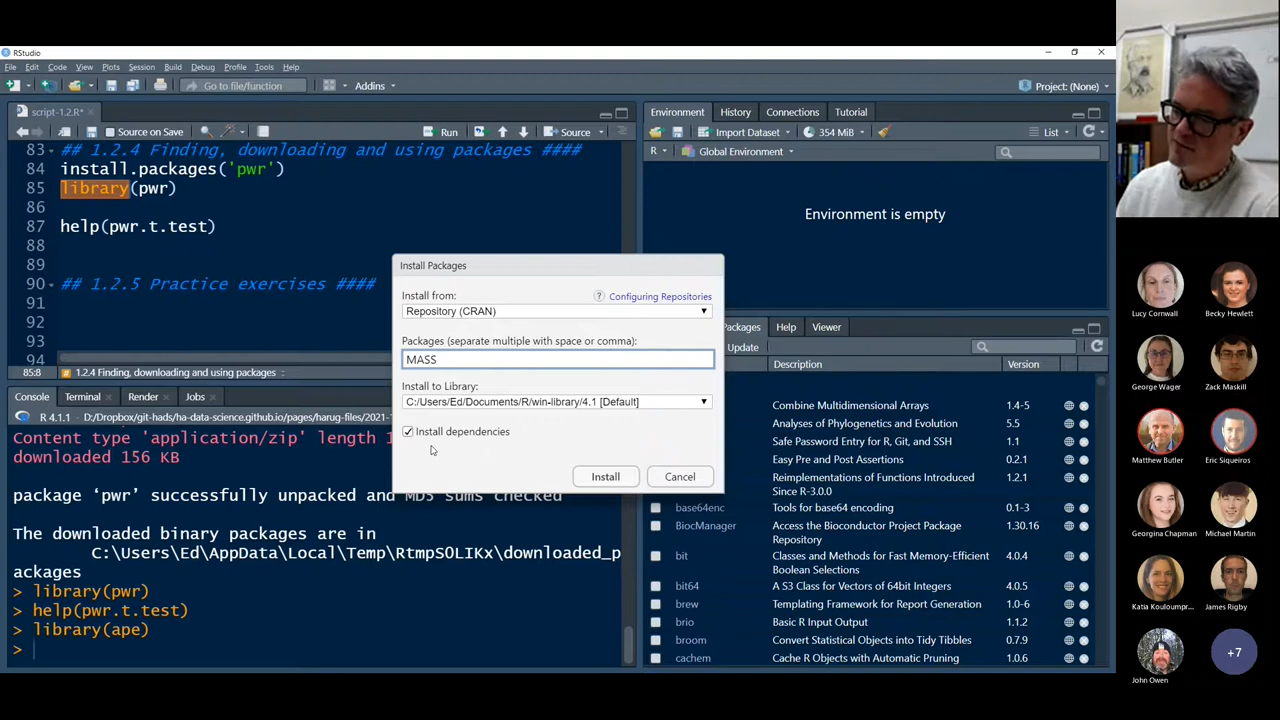 RStudio
File Edit Code View Plots Session Build Debug Profile Tools Help
Go to file/function
Addins
Project: (None)
script-1.2.R*
Source on Save
Run
Source
83 ## 1.2.4 Finding, downloading and using packages ####
84 install.packages('pwr')
85 library(pwr)
86
87 help(pwr.t.test)
88
89
90 ## 1.2.5 Practice exercises ####
91
92
93
94
85:8 # 1.2.4 Finding, downloading and using packages
Console Terminal Render Jobs
R 4.1.1 · D:/Dropbox/git-hds/ha-data-science.github.io/pages/harug-files/2021-
Content type 'application/zip' length 1
downloaded 156 KB
package ‘pwr’ successfully unpacked and MD5 sums checked
The downloaded binary packages are in
C:\Users\Ed\AppData\Local\Temp\RtmpSOLIKx\downloaded_p
ackages
> library(pwr)
> help(pwr.t.test)
> library(ape)
>
Install Packages
Install from:
? Configuring Repositories
Repository (CRAN)
Packages (separate multiple with space or comma):
MASS
Install to Library:
C:/Users/Ed/Documents/R/win-library/4.1 [Default]
Install dependencies
Install Cancel
Environment History Connections Tutorial
Import Dataset
354 MiB
List
R
Global Environment
Environment is empty
ackages Help Viewer
Update
Description Version
Combine Multidimensional Arrays 1.4-5
Analyses of Phylogenetics and Evolution 5.5
Safe Password Entry for R, Git, and SSH 1.1
Easy Pre and Post Assertions 0.2.1
Reimplementations of Functions Introduced 1.2.1
Since R-3.0.0
base64enc Tools for base64 encoding 0.1-3
BiocManager Access the Bioconductor Project Package 1.30.16
Repository
bit Classes and Methods for Fast Memory-Efficient 4.0.4
Boolean Selections
bit64 A S3 Class for Vectors of 64bit Integers 4.0.5
brew Templating Framework for Report Generation 1.0-6
brio Basic R Input Output 1.1.2
broom Convert Statistical Objects into Tidy Tibbles 0.7.9
cachem Cache R Objects with Automatic Pruning 1.0.6
Lucy Cornwall
Becky Hewlett
George Wager
Zack Maskill
Matthew Butler
Eric Siqueiros
Georgina Chapman
Michael Martin
Katia Kouloumpr...
James Rigby
John Owen
+7